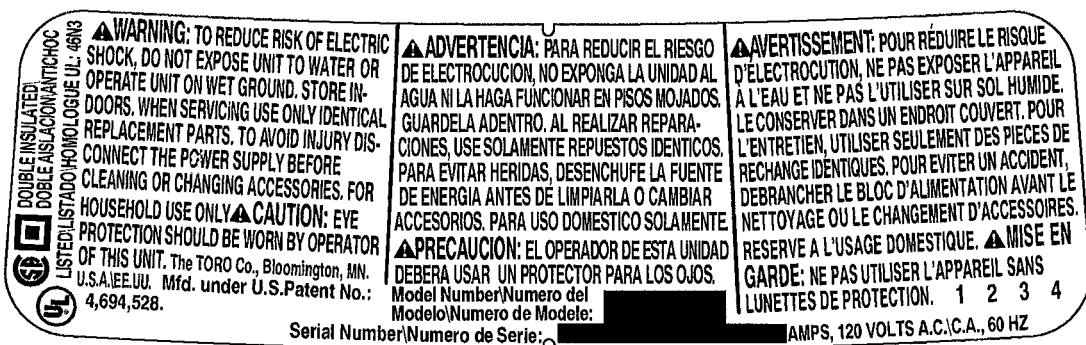 DOUBLE INSULATED\
DOBLE AISLACION\ANTICHOC
LISTED\LISTADO\HOMOLOGUE UL: 46N3
UL
⚠WARNING: TO REDUCE RISK OF ELECTRIC
SHOCK, DO NOT EXPOSE UNIT TO WATER OR
OPERATE UNIT ON WET GROUND. STORE IN-
DOORS. WHEN SERVICING USE ONLY IDENTICAL
REPLACEMENT PARTS. TO AVOID INJURY DIS-
CONNECT THE POWER SUPPLY BEFORE
CLEANING OR CHANGING ACCESSORIES. FOR
HOUSEHOLD USE ONLY⚠CAUTION: EYE
PROTECTION SHOULD BE WORN BY OPERATOR
OF THIS UNIT. The TORO Co., Bloomington, MN.
U.S.A.\EE.UU. Mfd. under U.S.Patent No.:
4,694,528.
⚠ADVERTENCIA: PARA REDUCIR EL RIESGO
DE ELECTROCUCION, NO EXPONGA LA UNIDAD AL
AGUA NI LA HAGA FUNCIONAR EN PISOS MOJADOS.
GUARDELA ADENTRO. AL REALIZAR REPARA-
CIONES, USE SOLAMENTE REPUESTOS IDENTICOS.
PARA EVITAR HERIDAS, DESENCHUFE LA FUENTE
DE ENERGIA ANTES DE LIMPIARLA O CAMBIAR
ACCESORIOS. PARA USO DOMESTICO SOLAMENTE
⚠PRECAUCION: EL OPERADOR DE ESTA UNIDAD
DEBERA USAR UN PROTECTOR PARA LOS OJOS.
⚠AVERTISSEMENT: POUR RÉDUIRE LE RISQUE
D'ÉLECTROCUTION, NE PAS EXPOSER L'APPAREIL
A L'EAU ET NE PAS L'UTILISER SUR SOL HUMIDE.
LE CONSERVER DANS UN ENDROIT COUVERT. POUR
L'ENTRETIEN, UTILISER SEULEMENT DES PIECES DE
RECHANGE IDENTIQUES. POUR EVITER UN ACCIDENT,
DEBRANCHER LE BLOC D'ALIMENTATION AVANT LE
NETTOYAGE OU LE CHANGEMENT D'ACCESSOIRES.
RESERVE A L'USAGE DOMESTIQUE. ⚠MISE EN
GARDE: NE PAS UTILISER L'APPAREIL SANS
LUNETTES DE PROTECTION. 1 2 3 4
Model Number\Numero del
Modelo\Numero de Modele:
Serial Number\Numero de Serie:
AMPS, 120 VOLTS A.C.\C.A., 60 HZ